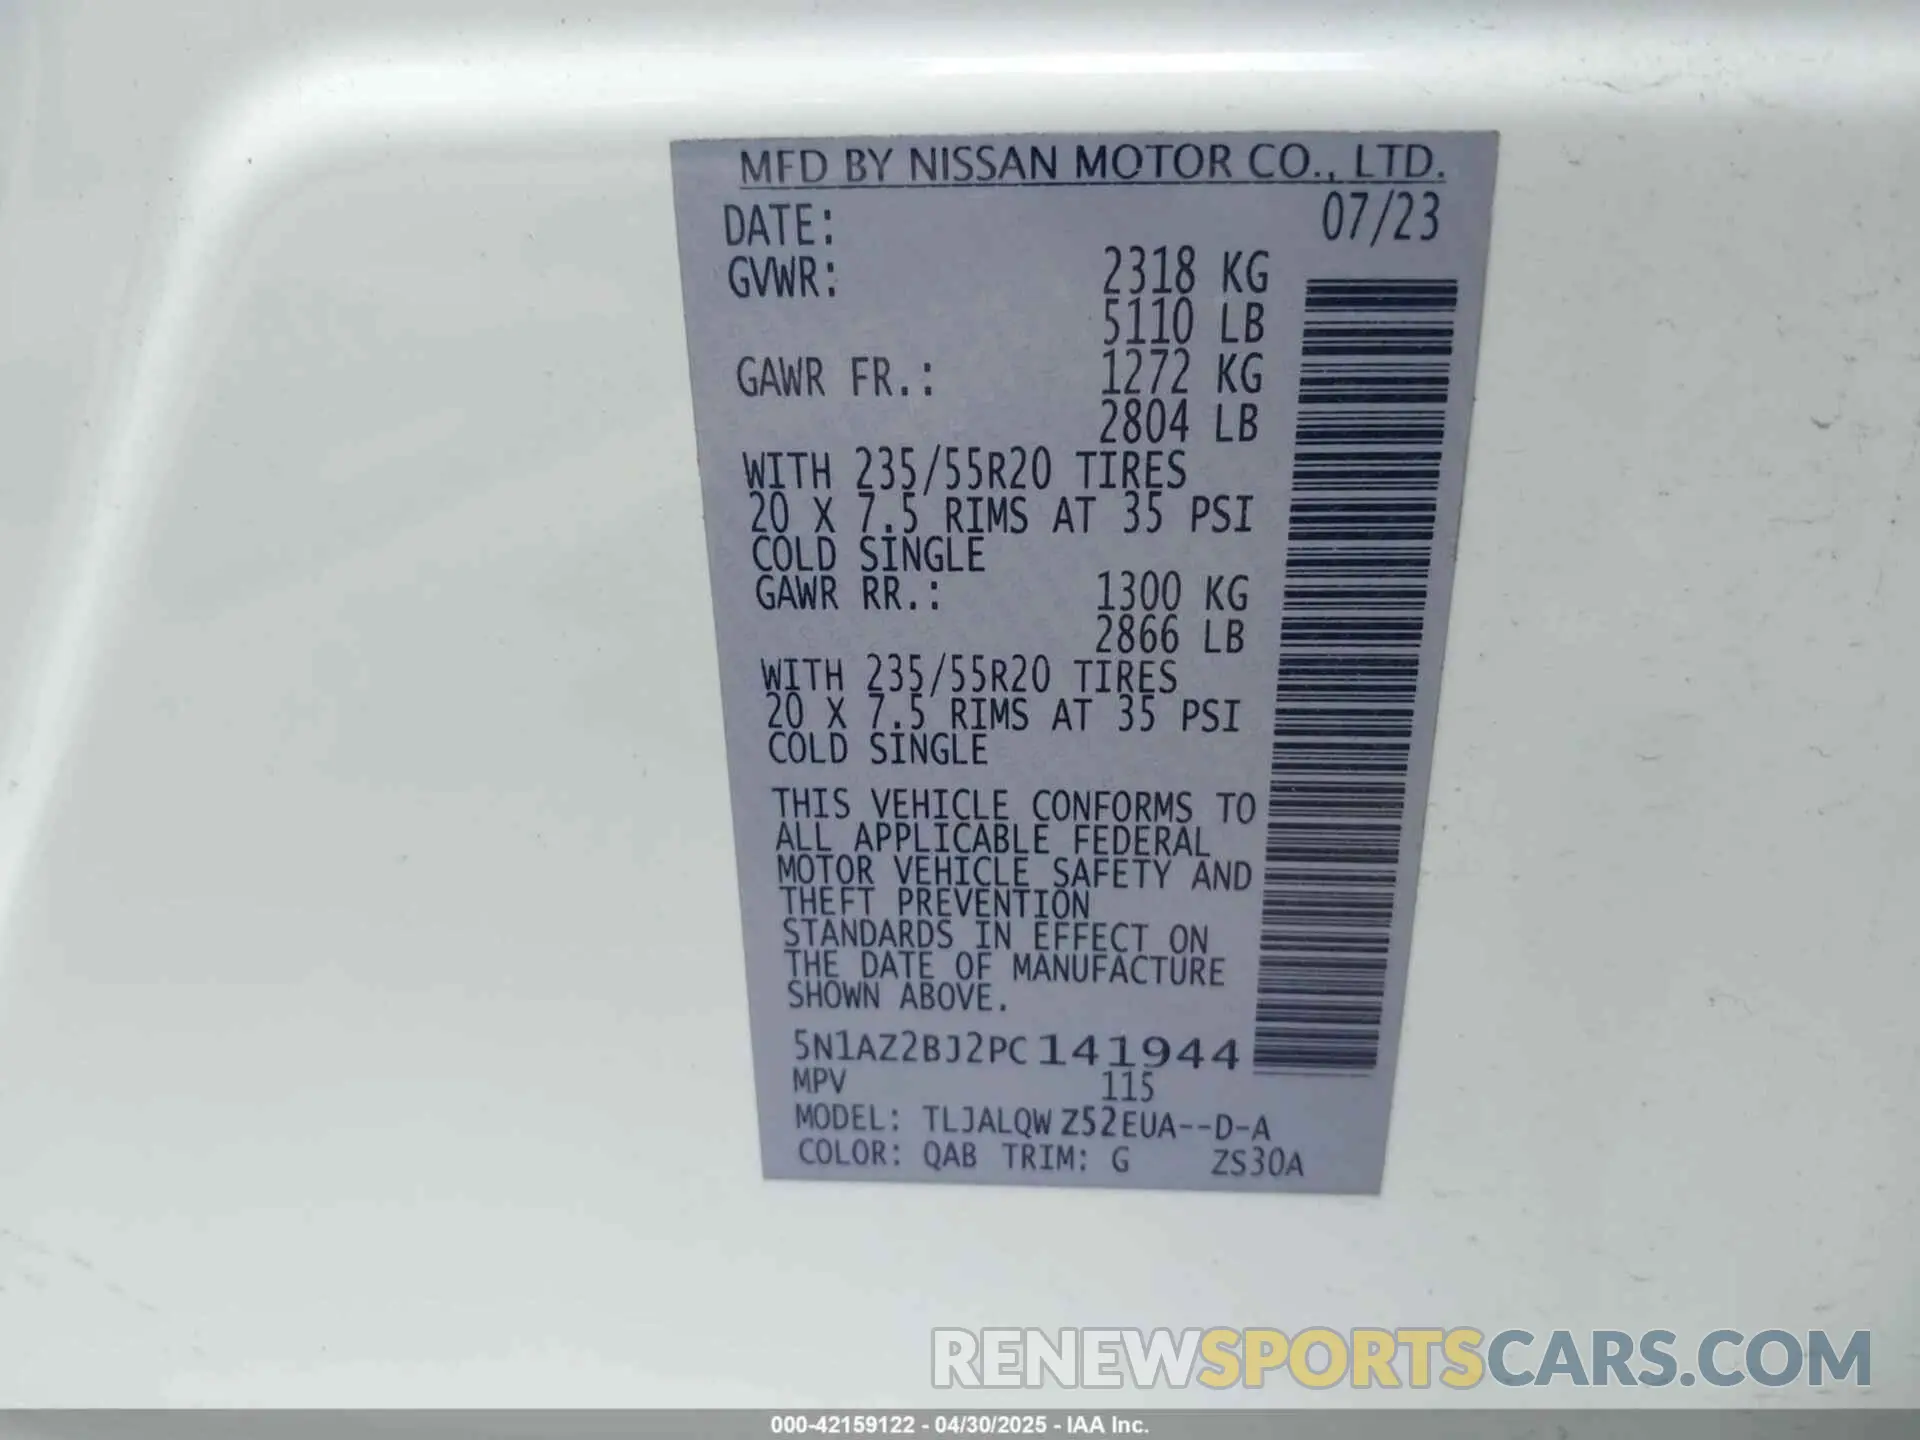 MFD BY NISSAN MOTOR CO., LTD.
DATE: 07/23
GVWR: 2318 KG
5110 LB
GAWR FR.: 1272 KG
2804 LB
WITH 235/55R20 TIRES
20 X 7.5 RIMS AT 35 PSI
COLD SINGLE
GAWR RR.: 1300 KG
2866 LB
WITH 235/55R20 TIRES
20 X 7.5 RIMS AT 35 PSI
COLD SINGLE
THIS VEHICLE CONFORMS TO
ALL APPLICABLE FEDERAL
MOTOR VEHICLE SAFETY AND
THEFT PREVENTION
STANDARDS IN EFFECT ON
THE DATE OF MANUFACTURE
SHOWN ABOVE.
5N1AZ2BJ2PC141944
MPV 115
MODEL: TLJALQW Z52EUA--D-A
COLOR: QAB TRIM: G ZS30A
RENEWSPORTSCARS.COM
000-42159122 - 04/30/2025 - IAA Inc.